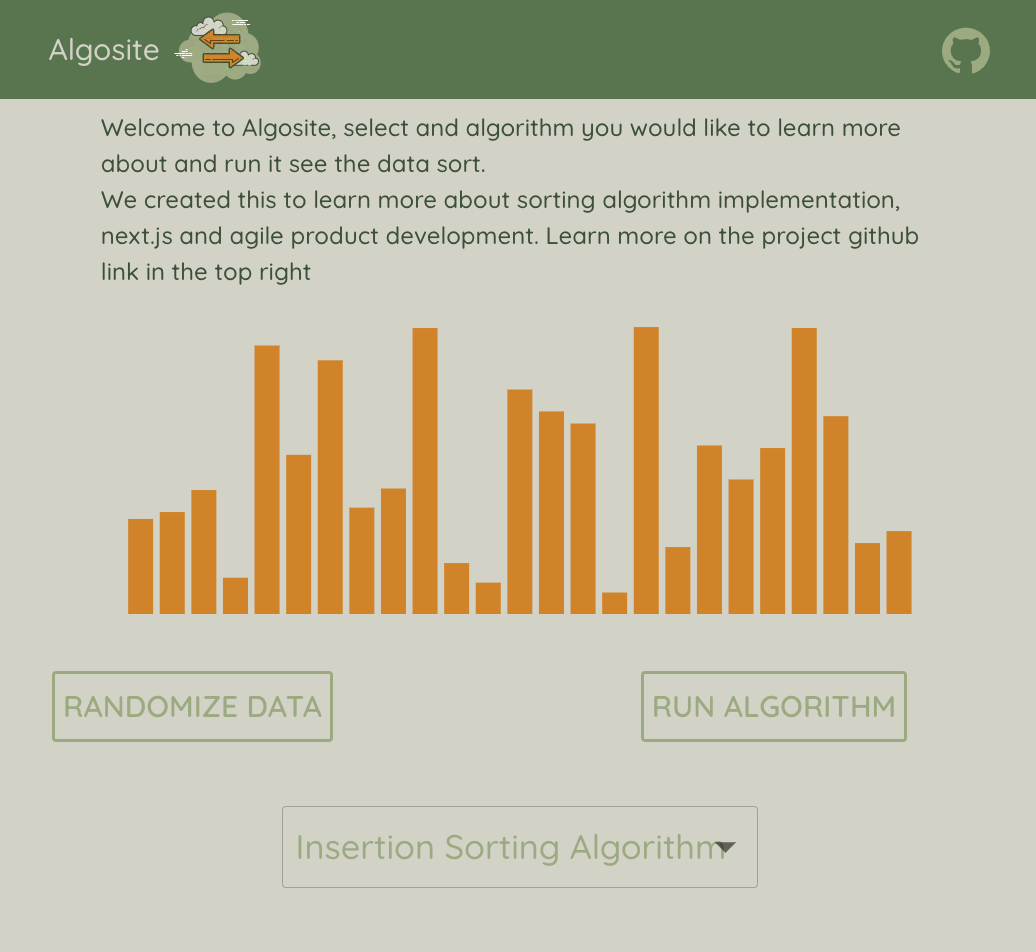 Algosite
Welcome to Algosite, select and algorithm you would like to learn more
about and run it see the data sort.
We created this to learn more about sorting algorithm implementation,
next.js and agile product development. Learn more on the project github
link in the top right
RANDOMIZE DATA
RUN ALGORITHM
Insertion Sorting Algorithm